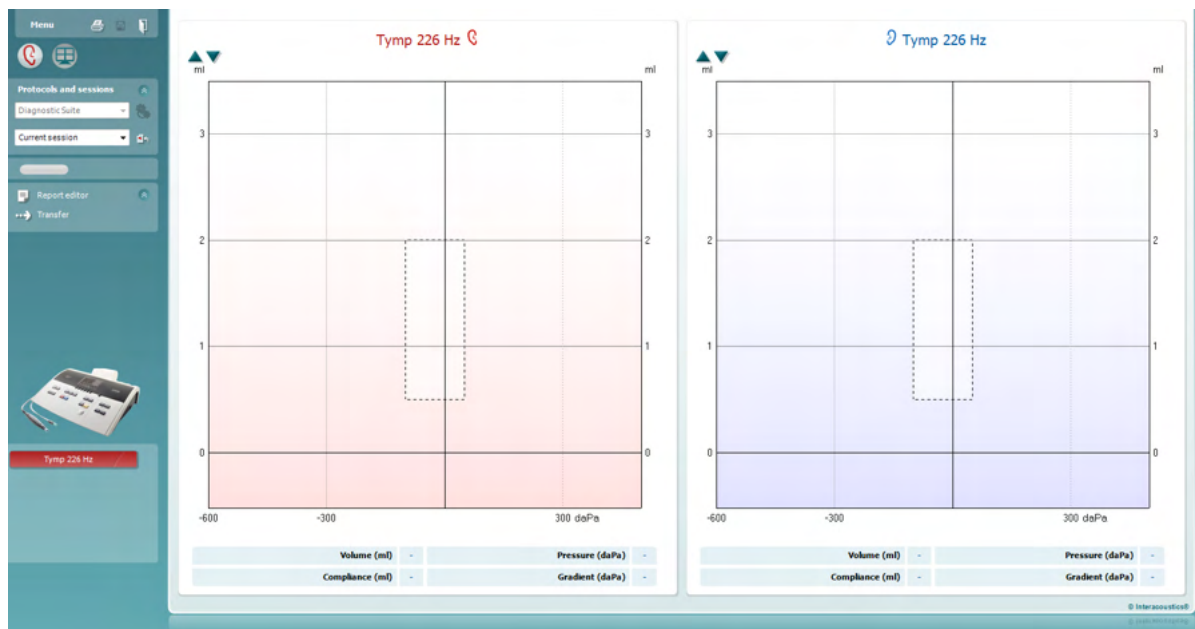 Menu
Protocols and sessions
Diagnostic Suite
Current session
Report editor
Transfer
Tymp 226 Hz
Tymp 226 Hz
ml
ml
3
3
2
2
1
1
0
0
-600
-300
300 daPa
Volume (ml) -
Pressure (daPa) -
Compliance (ml) -
Gradient (daPa) -
Tymp 226 Hz
ml
ml
3
3
2
2
1
1
0
0
-600
-300
300 daPa
Volume (ml) -
Pressure (daPa) -
Compliance (ml) -
Gradient (daPa) -
© Interacoustics®